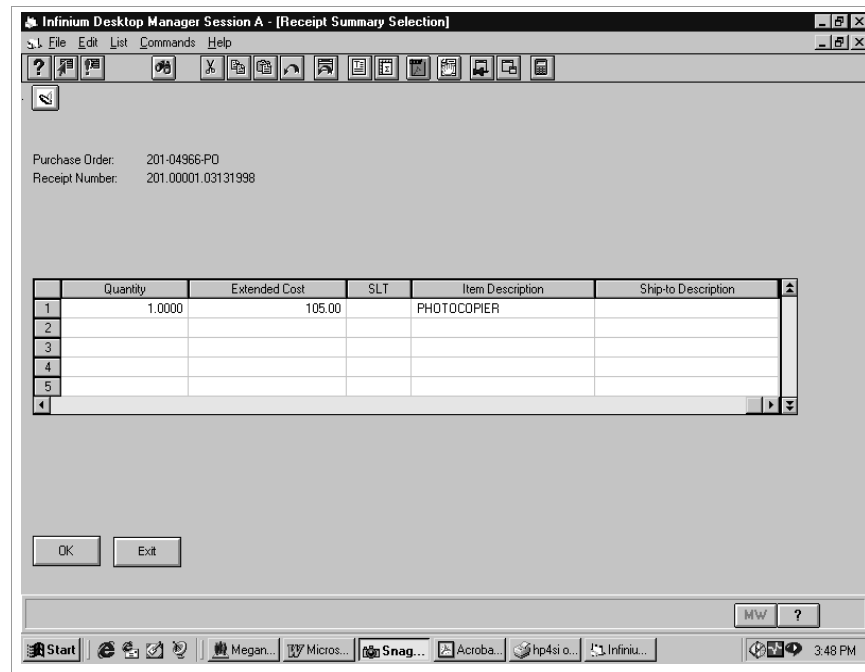 Infinium Desktop Manager Session A - [Receipt Summary Selection]
File Edit List Commands Help
Purchase Order: 201-04966-PO
Receipt Number: 201.00001.03131998
Quantity Extended Cost SLT Item Description Ship-to Description
1 1.0000 105.00 PHOTOCOPIER
2
3
4
5
OK Exit
MW ?
Start Megan... Micros... Snag... Acroba... hp4si o... Infiniu... 3:48 PM